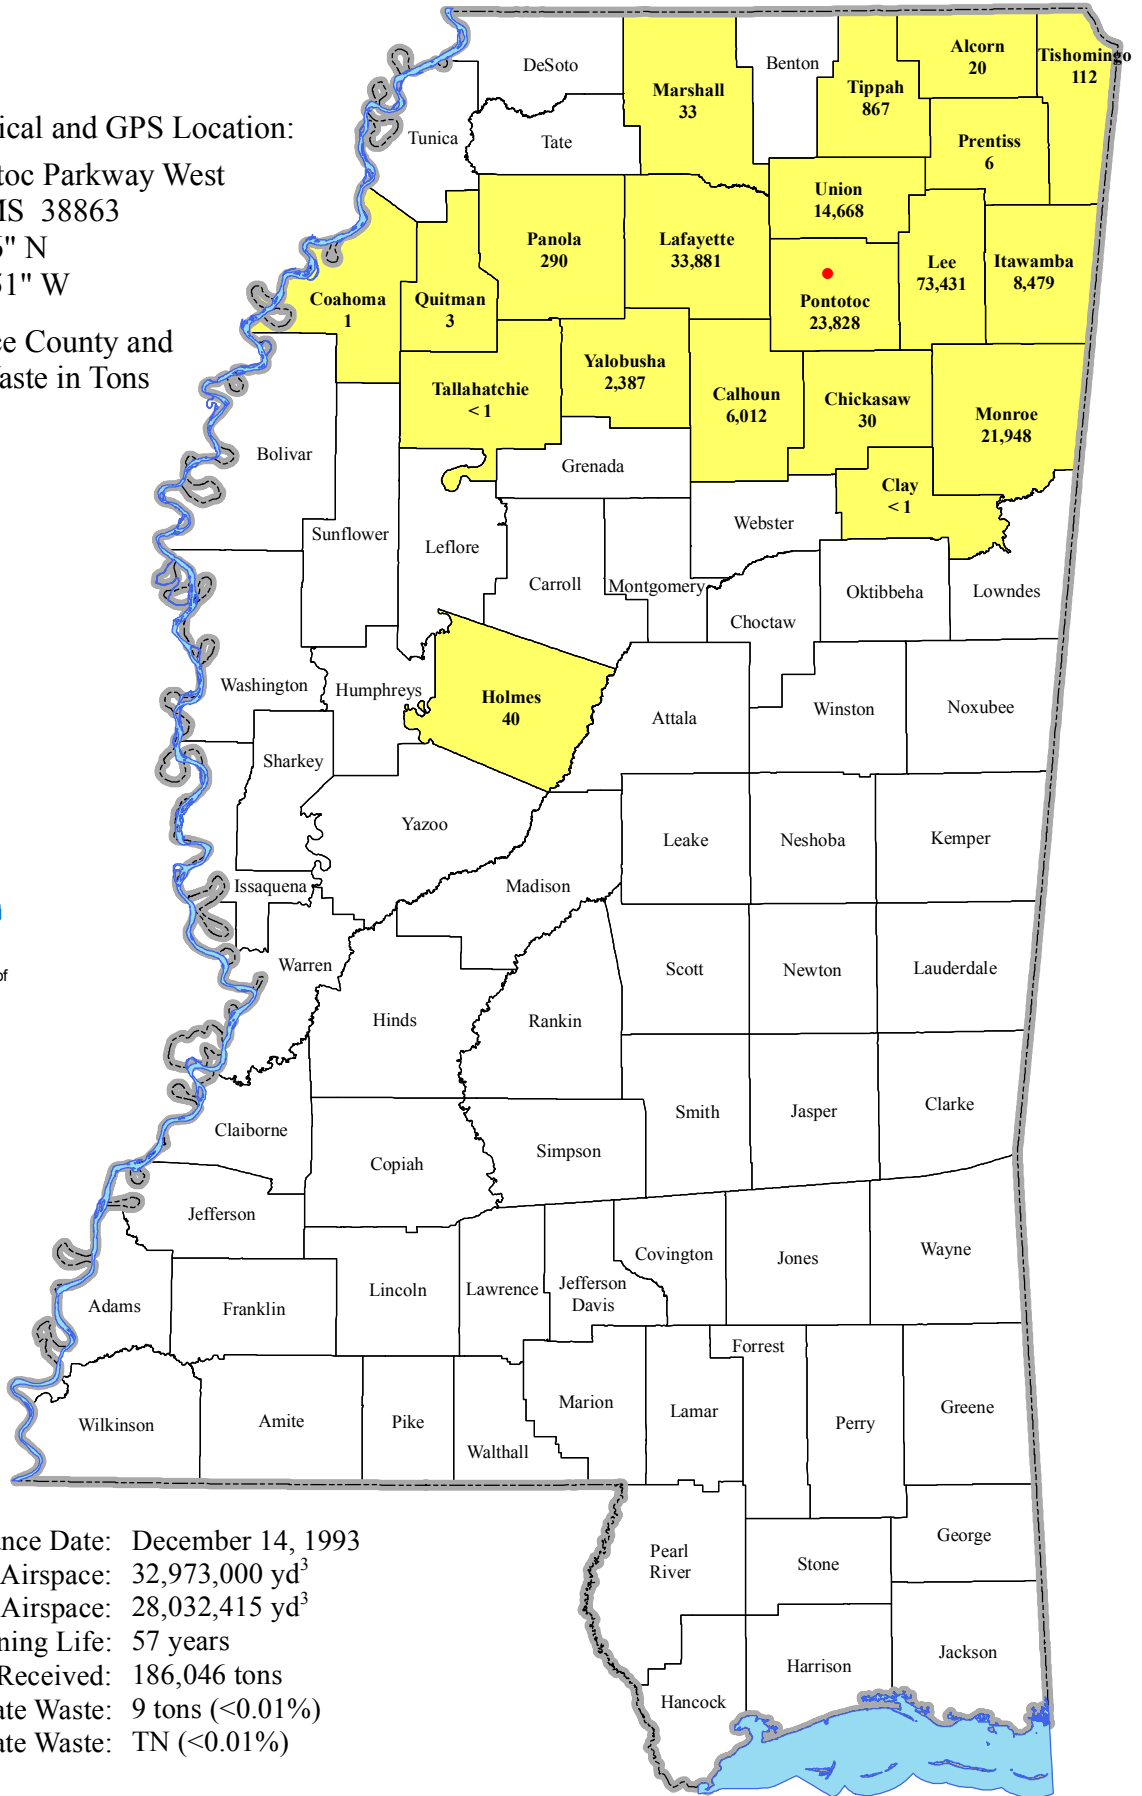 DeSoto
Benton
Alcorn
20
Tishomingo
112
Marshall
33
Tippah
867
ical and GPS Location:
Tunica
Tate
Prentiss
6
toc Parkway West
MS 38863
" N
51" W
Union
14,668
Panola
290
Lafayette
33,881
Lee
73,431
Itawamba
8,479
Coahoma
1
Quitman
3
Pontotoc
23,828
ce County and
Waste in Tons
Yalobusha
2,387
Tallahatchie
< 1
Calhoun
6,012
Chickasaw
30
Monroe
21,948
Bolivar
Grenada
Clay
< 1
Sunflower
Leflore
Webster
Carroll
Montgomery
Oktibbeha
Lowndes
Choctaw
Washington
Humphreys
Holmes
40
Attala
Winston
Noxubee
Sharkey
Yazoo
Leake
Neshoba
Kemper
Issaquena
Madison
Warren
Scott
Newton
Lauderdale
of
Hinds
Rankin
Smith
Jasper
Clarke
Claiborne
Copiah
Simpson
Jefferson
Covington
Jones
Wayne
Adams
Franklin
Lincoln
Lawrence
Jefferson
Davis
Forrest
Wilkinson
Amite
Pike
Walthall
Marion
Lamar
Perry
Greene
nce Date: December 14, 1993
Airspace: 32,973,000 yd³
Airspace: 28,032,415 yd³
ning Life: 57 years
Received: 186,046 tons
ate Waste: 9 tons (<0.01%)
ate Waste: TN (<0.01%)
Pearl
River
Stone
George
Hancock
Harrison
Jackson